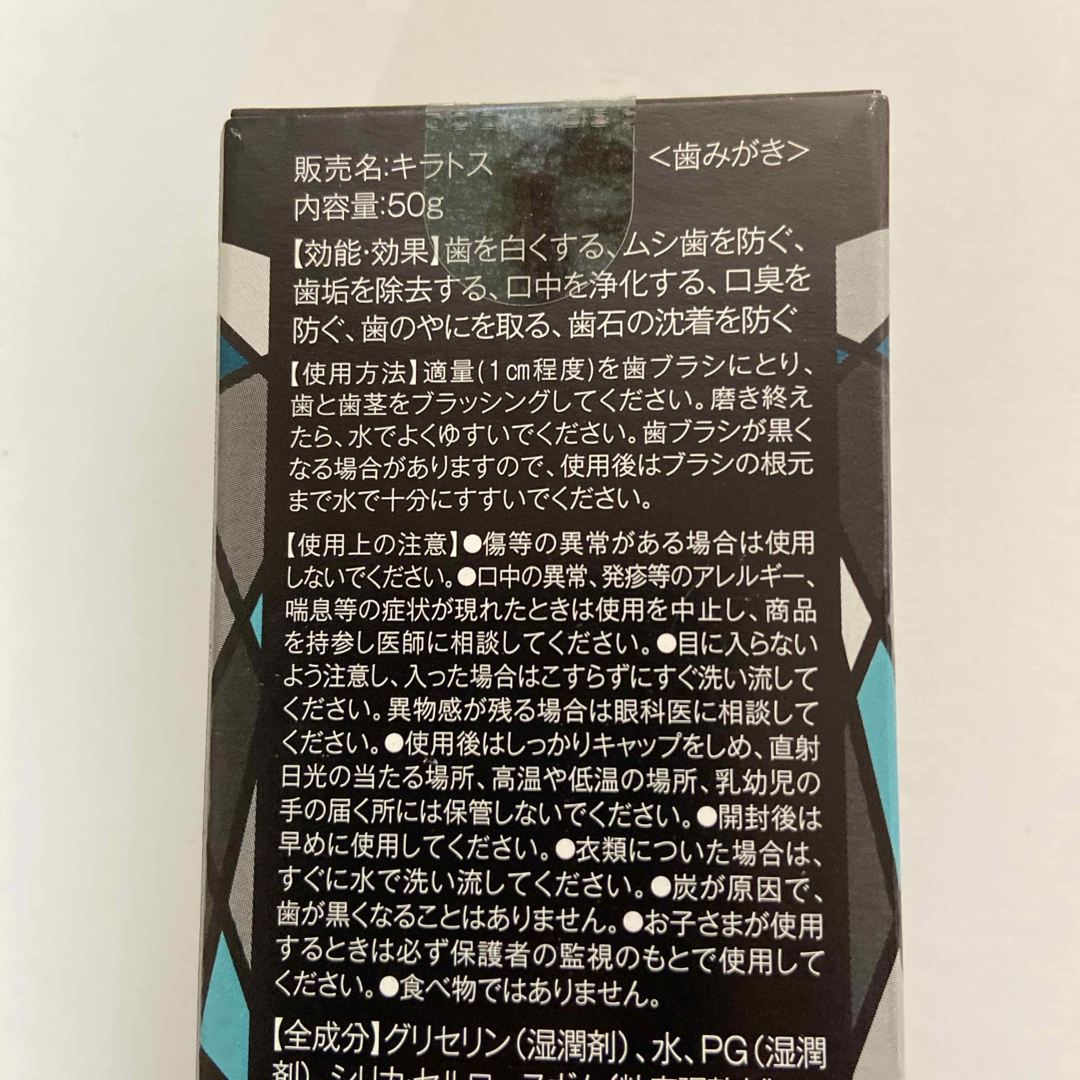 販売名:キラトス
<歯みがき>
内容量:50g
【効能・効果】歯を白くする、ムシ歯を防ぐ、
歯垢を除去する、口中を浄化する、口臭を
防ぐ、歯のやにを取る、歯石の沈着を防ぐ
【使用方法】適量(1㎝程度)を歯ブラシにとり、
歯と歯茎をブラッシングしてください。磨き終え
たら、水でよくゆすいでください。歯ブラシが黒く
なる場合がありますので、使用後はブラシの根元
まで水で十分にすすいでください。
【使用上の注意】●傷等の異常がある場合は使用
しないでください。●口中の異常、発疹等のアレルギー、
喘息等の症状が現れたときは使用を中止し、商品
を持参し医師に相談してください。●目に入らない
よう注意し、入った場合はこすらずにすぐ洗い流して
ください。異物感が残る場合は眼科医に相談して
ください。●使用後はしっかりキャップをしめ、直射
日光の当たる場所、高温や低温の場所、乳幼児の
手の届く所には保管しないでください。●開封後は
早めに使用してください。●衣類についた場合は、
すぐに水で洗い流してください。●炭が原因で、
歯が黒くなることはありません。●お子さまが使用
するときは必ず保護者の監視のもとで使用して
ください。●食べ物ではありません。
【全成分】グリセリン(湿潤剤)、水、PG(湿潤
剤)、シリカ、セルロースガム